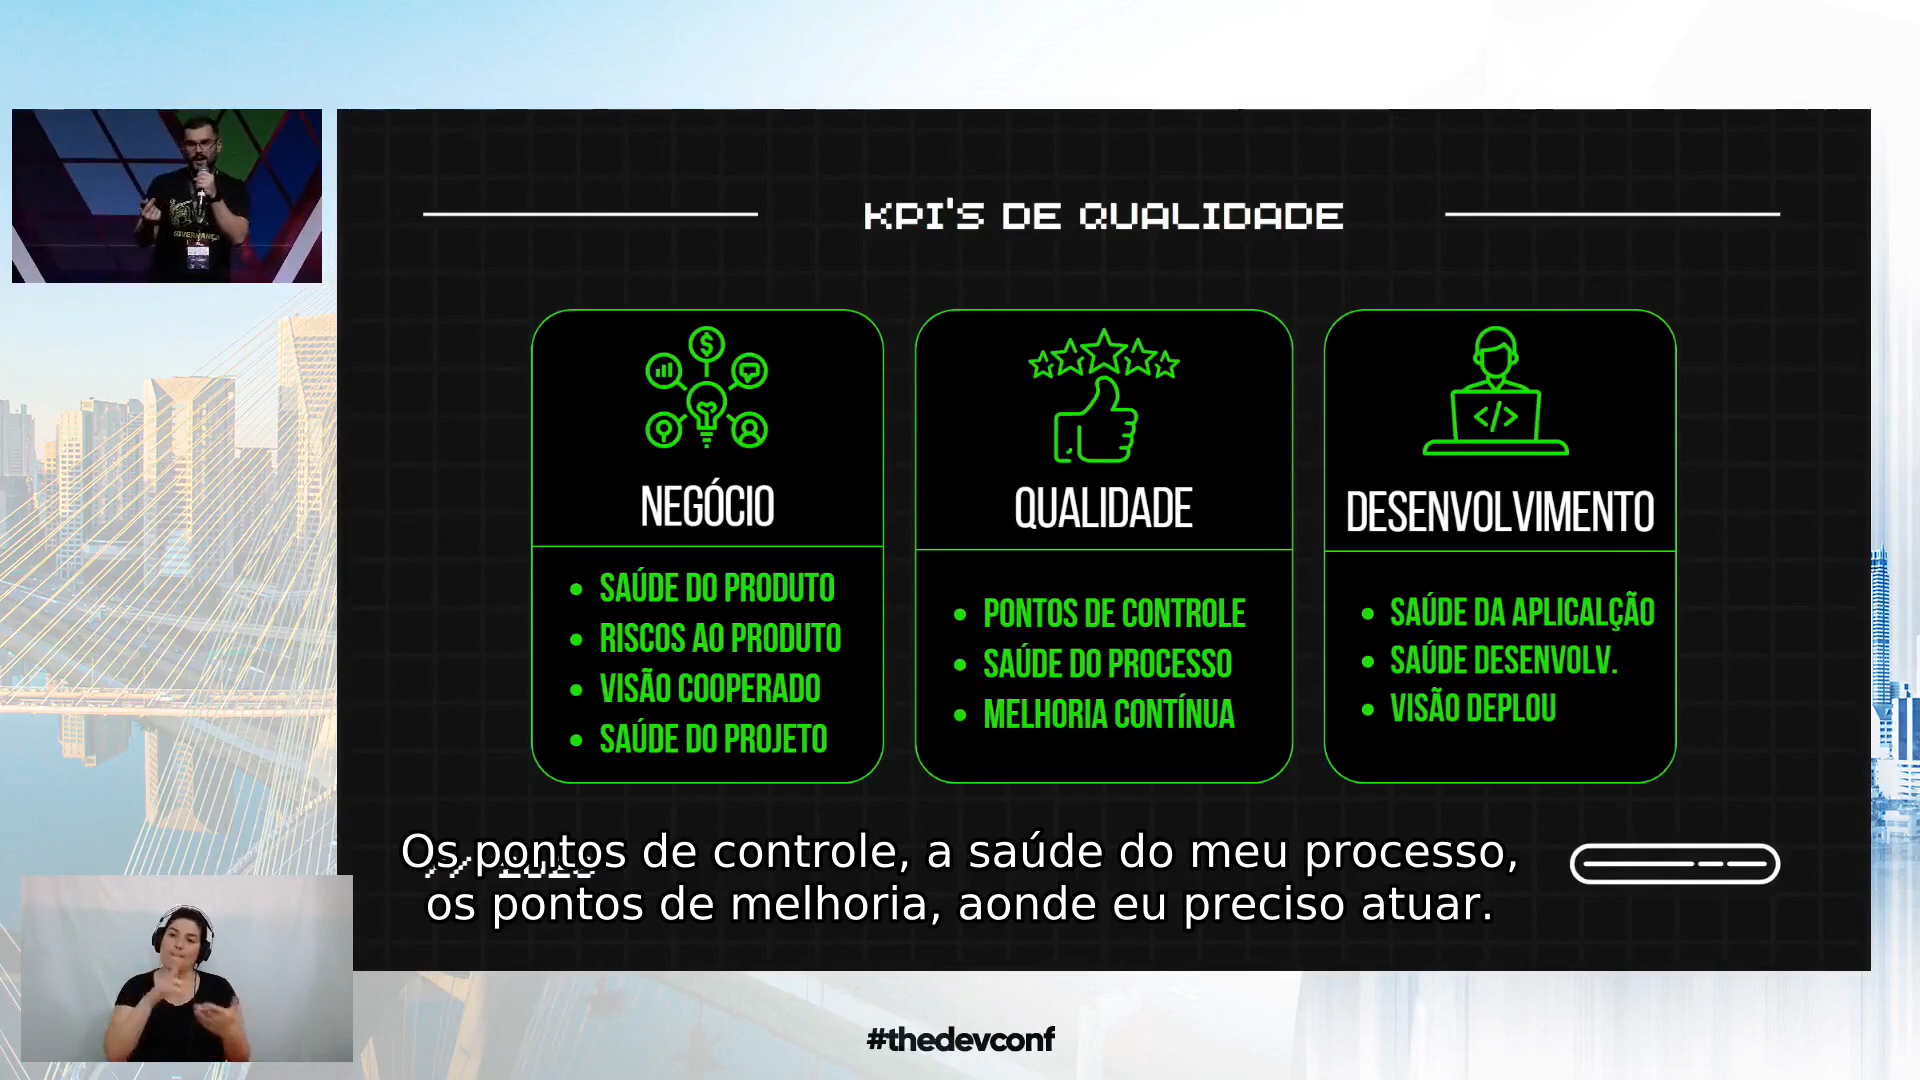 KPI'S DE QUALIDADE
NEGÓCIO
SAÚDE DO PRODUTO
RISCOS AO PRODUTO
VISÃO COOPERADO
SAÚDE DO PROJETO
QUALIDADE
PONTOS DE CONTROLE
SAÚDE DO PROCESSO
MELHORIA CONTÍNUA
DESENVOLVIMENTO
</>
SAÚDE DA APLICALÇÃO
SAÚDE DESENVOLV.
VISÃO DEPLOU
Os pontos de controle, a saúde do meu processo,
os pontos de melhoria, aonde eu preciso atuar.
#thedevconf